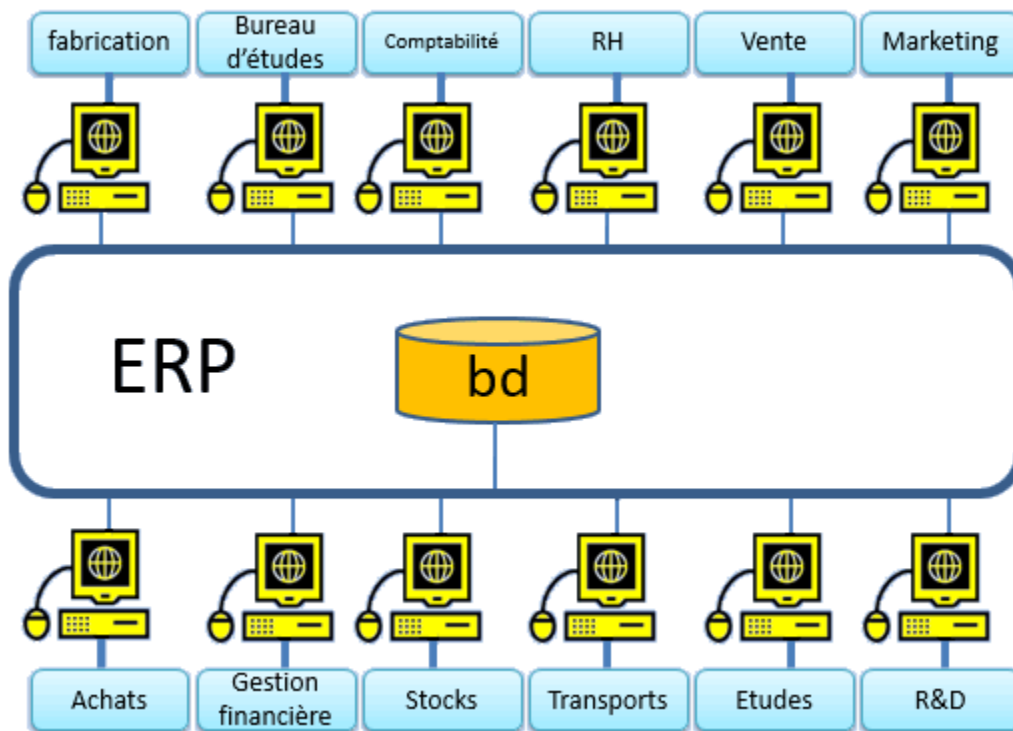 fabrication
Bureau
d'études
Comptabilité
RH
Vente
Marketing
ERP
bd
Achats
Gestion
financière
Stocks
Transports
Etudes
R&D